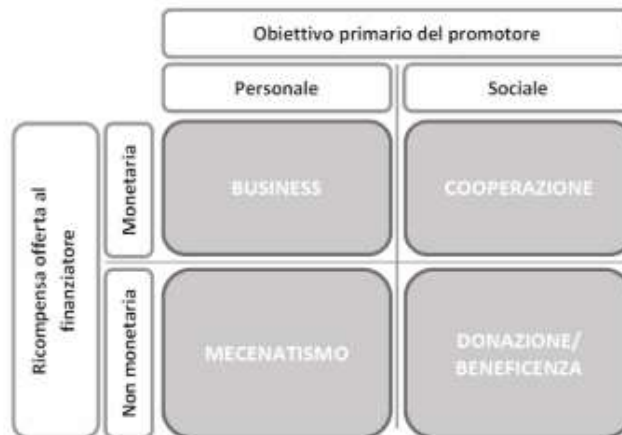 Obiettivo primario del promotore
Personale
Sociale
Ricompensa offerta al
finanziatore
Monetaria
BUSINESS
COOPERAZIONE
Non monetaria
MECENATISMO
DONAZIONE/
BENEFICENZA